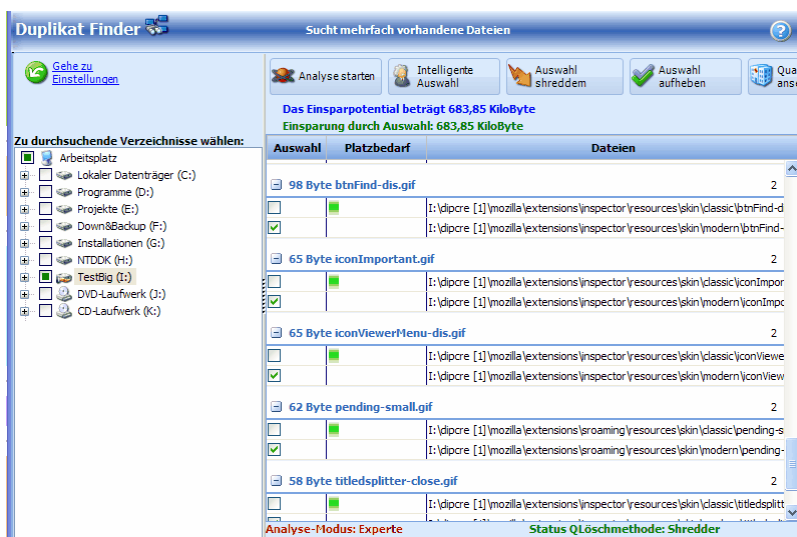 Duplikat Finder
Sucht mehrfach vorhandene Dateien
?
Gehe zu
Einstellungen
Analyse starten
Intelligente
Auswahl
Auswahl
shreddern
Auswahl
aufheben
Zu durchsuchende Verzeichnisse wählen:
Arbeitsplatz
Lokaler Datenträger (C:)
Programme (D:)
Projekte (E:)
Down&Backup (F:)
Installationen (G:)
NTDDK (H:)
TestBig (I:)
DVD-Laufwerk (J:)
CD-Laufwerk (K:)
Das Einsparpotential beträgt 683,85 KiloByte
Einsparung durch Auswahl: 683,85 KiloByte
Auswahl Platzbedarf Dateien
98 Byte btnFind-dis.gif 2
I:\dipcre [1]\mozilla\extensions\inspector\resources\skin\classic\btnFind-d
I:\dipcre [1]\mozilla\extensions\inspector\resources\skin\modern\btnFind-
65 Byte iconImportant.gif 2
I:\dipcre [1]\mozilla\extensions\inspector\resources\skin\classic\iconImpor
I:\dipcre [1]\mozilla\extensions\inspector\resources\skin\modern\iconImpo
65 Byte iconViewerMenu-dis.gif 2
I:\dipcre [1]\mozilla\extensions\inspector\resources\skin\classic\iconViewe
I:\dipcre [1]\mozilla\extensions\inspector\resources\skin\modern\iconView
62 Byte pending-small.gif 2
I:\dipcre [1]\mozilla\extensions\sroaming\resources\skin\classic\pending-s
I:\dipcre [1]\mozilla\extensions\sroaming\resources\skin\modern\pending-
58 Byte titledsplitter-close.gif 2
I:\dipcre [1]\mozilla\extensions\inspector\resources\skin\classic\titledsplitt
Analyse-Modus: Experte
Status QLöschmethode: Shredder